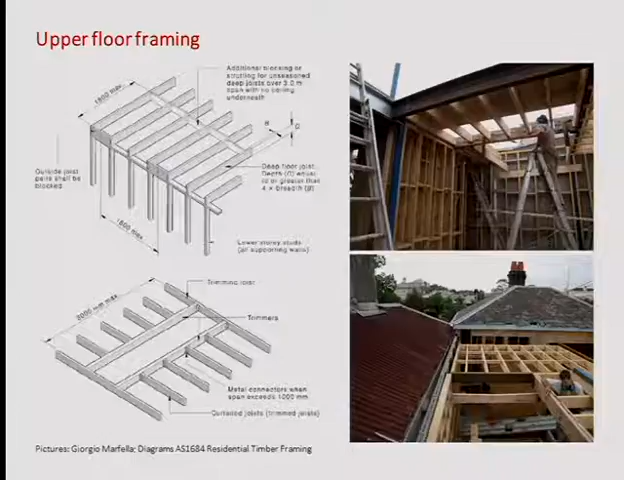 Upper floor framing
Additional blocking or
strutting for unseasoned
deep joists over 3.0 m
span with no ceiling
underneath
1800 max
B
D
Outside joist
pairs shall be
blocked
Deep floor joist
Depth (D) equal
to or greater than
4 × breadth (B)
1800 max
Lower storey studs
(all supporting walls)
Trimming joist
3000 mm max
Trimmers
Metal connectors when
span exceeds 1000 mm
Curtailed joists (trimmed joists)
Pictures: Giorgio Marfella; Diagrams AS1684 Residential Timber Framing